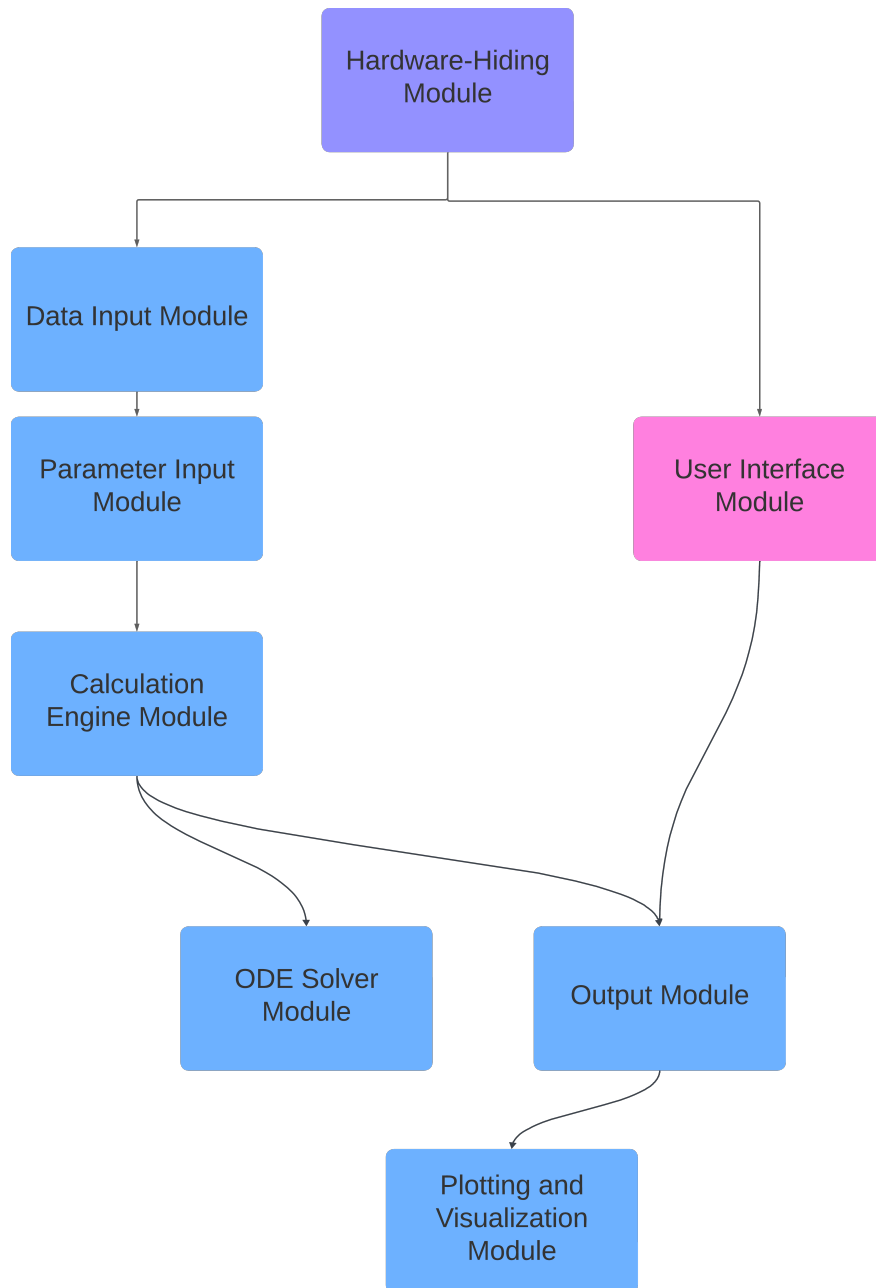 Hardware-Hiding
Module
Data Input Module
Parameter Input
Module
User Interface
Module
Calculation
Engine Module
ODE Solver
Module
Output Module
Plotting and
Visualization
Module